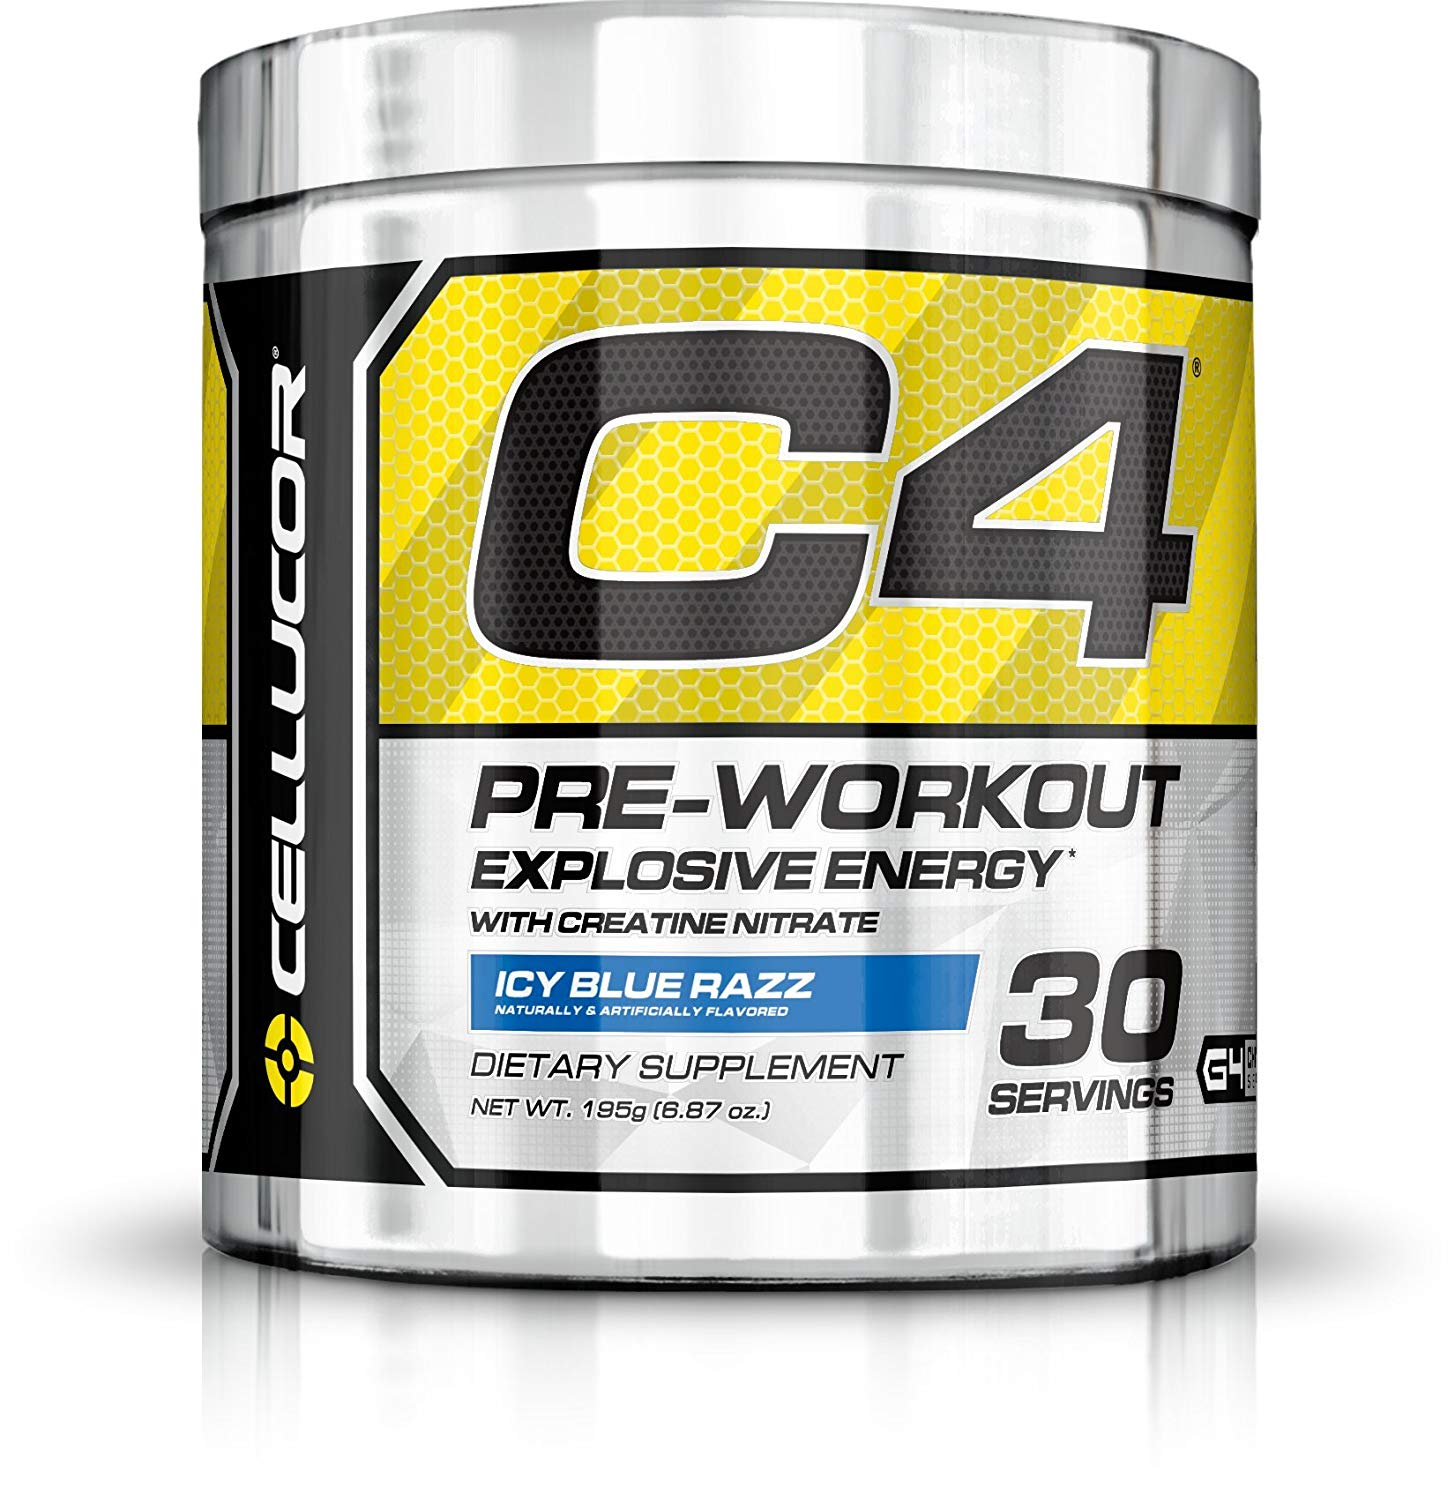 CELLUCOR®
C4®
PRE-WORKOUT
EXPLOSIVE ENERGY*
WITH CREATINE NITRATE
ICY BLUE RAZZ
NATURALLY & ARTIFICIALLY FLAVORED
DIETARY SUPPLEMENT
NET WT. 195g (6.87 oz.)
30
SERVINGS
G4